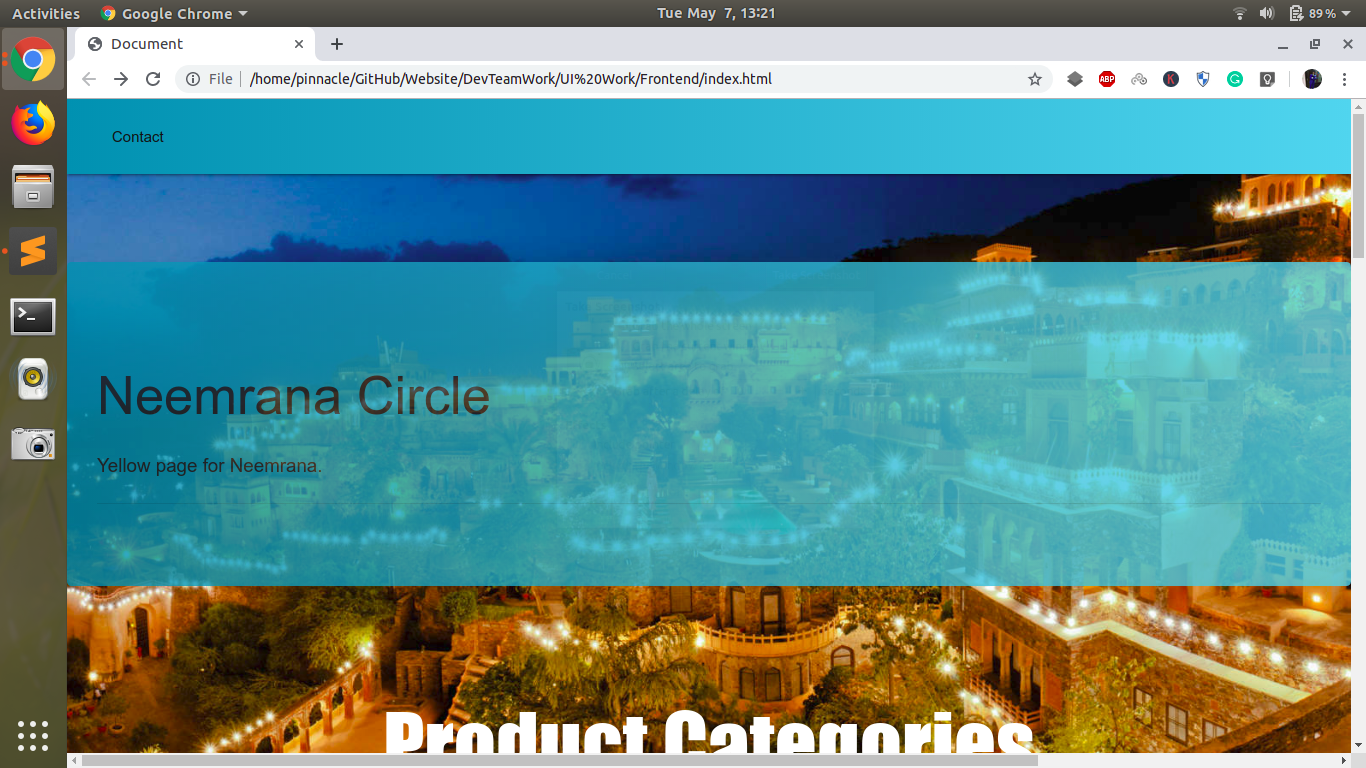 Activities Google Chrome Tue May 7, 13:21 89 %
Document
File /home/pinnacle/GitHub/Website/DevTeamWork/UI%20Work/Frontend/index.html ABP K
Contact
Neemrana Circle
Yellow page for Neemrana.
Product Categories